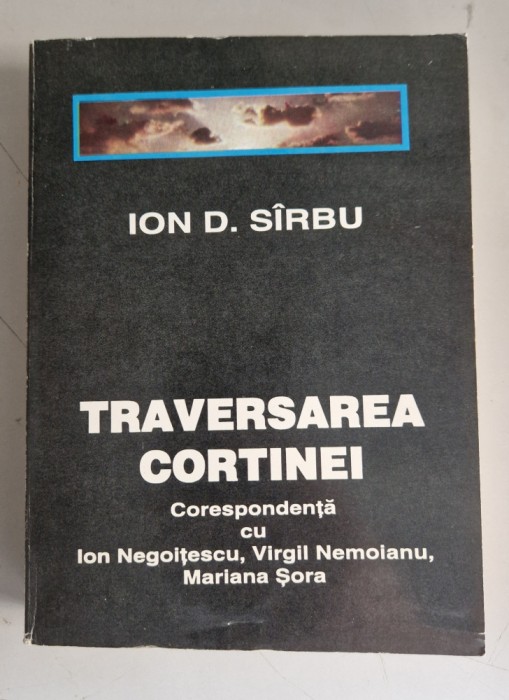 ION D. SÎRBU
TRAVERSAREA
CORTINEI
Corespondență
cu
Ion Negoițescu, Virgil Nemoianu,
Mariana Șora